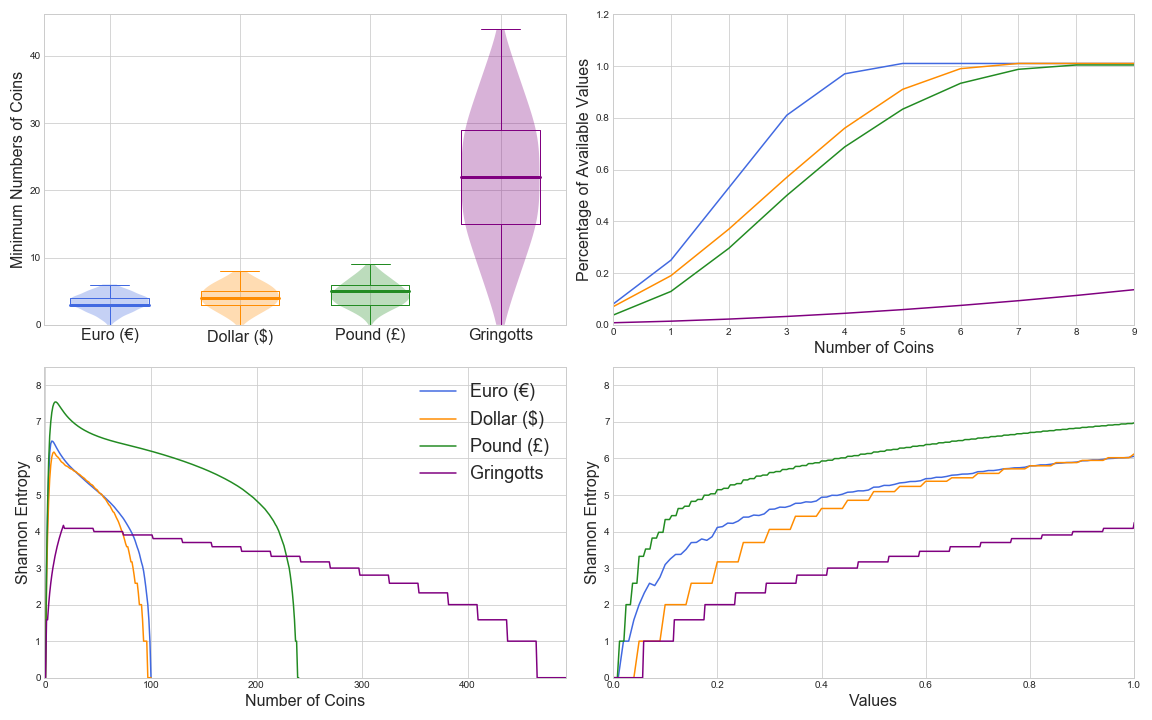 Minimum Numbers of Coins
40
30
20
10
0
Euro (€) Dollar ($) Pound (£) Gringotts
Percentage of Available Values
1.2
1.0
0.8
0.6
0.4
0.2
0.0
0 1 2 3 4 5 6 7 8 9
Number of Coins
Shannon Entropy
8
7
6
5
4
3
2
1
0
0 100 200 300 400
Number of Coins
Euro (€)
Dollar ($)
Pound (£)
Gringotts
Shannon Entropy
8
7
6
5
4
3
2
1
0
0.0 0.2 0.4 0.6 0.8 1.0
Values